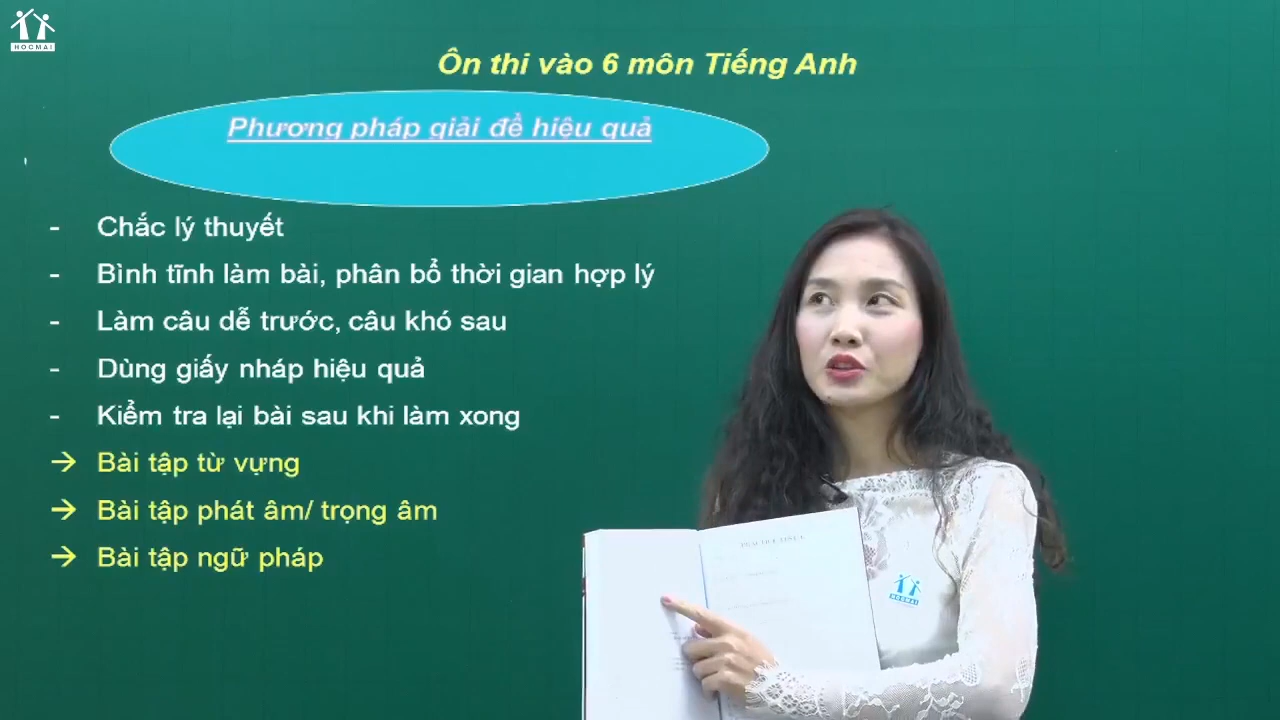 HOCMAI
Ôn thi vào 6 môn Tiếng Anh
Phương pháp giải đề hiệu quả
- Chắc lý thuyết
- Bình tĩnh làm bài, phân bổ thời gian hợp lý
- Làm câu dễ trước, câu khó sau
- Dùng giấy nháp hiệu quả
- Kiểm tra lại bài sau khi làm xong
→ Bài tập từ vựng
→ Bài tập phát âm/ trọng âm
→ Bài tập ngữ pháp
HOCMAI